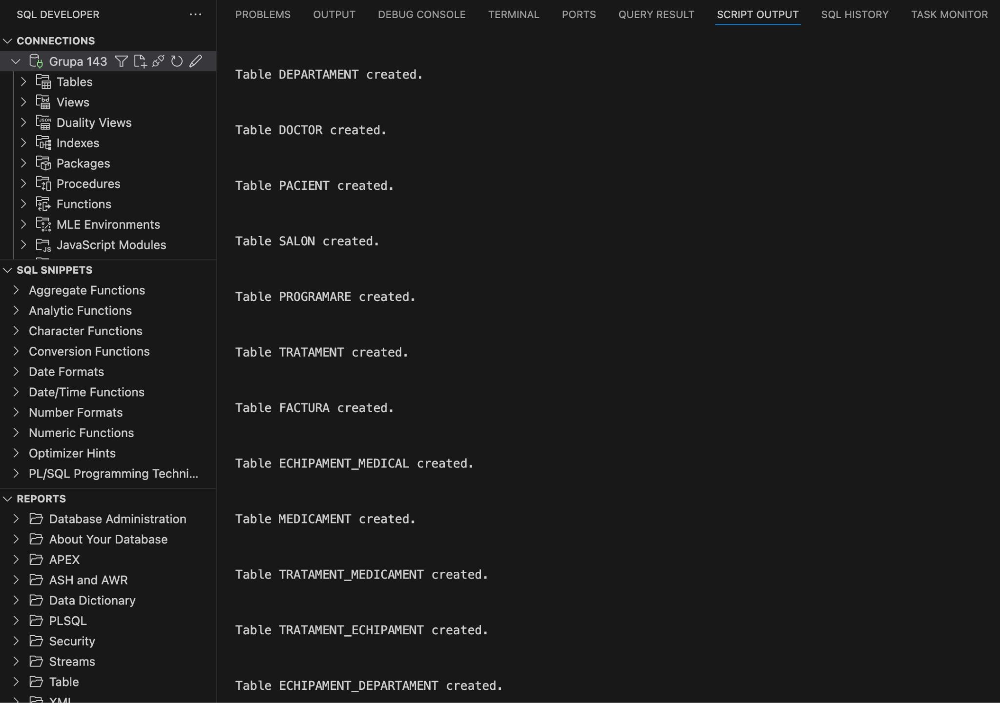 SQL DEVELOPER
CONNECTIONS
Grupa 143
Tables
Views
Duality Views
Indexes
Packages
Procedures
Functions
MLE Environments
JavaScript Modules
SQL SNIPPETS
Aggregate Functions
Analytic Functions
Character Functions
Conversion Functions
Date Formats
Date/Time Functions
Number Formats
Numeric Functions
Optimizer Hints
PL/SQL Programming Techni...
REPORTS
Database Administration
About Your Database
APEX
ASH and AWR
Data Dictionary
PLSQL
Security
Streams
Table
XML
PROBLEMS OUTPUT DEBUG CONSOLE TERMINAL PORTS QUERY RESULT SCRIPT OUTPUT SQL HISTORY TASK MONITOR
Table DEPARTAMENT created.
Table DOCTOR created.
Table PACIENT created.
Table SALON created.
Table PROGRAMARE created.
Table TRATAMENT created.
Table FACTURA created.
Table ECHIPAMENT_MEDICAL created.
Table MEDICAMENT created.
Table TRATAMENT_MEDICAMENT created.
Table TRATAMENT_ECHIPAMENT created.
Table ECHIPAMENT_DEPARTAMENT created.